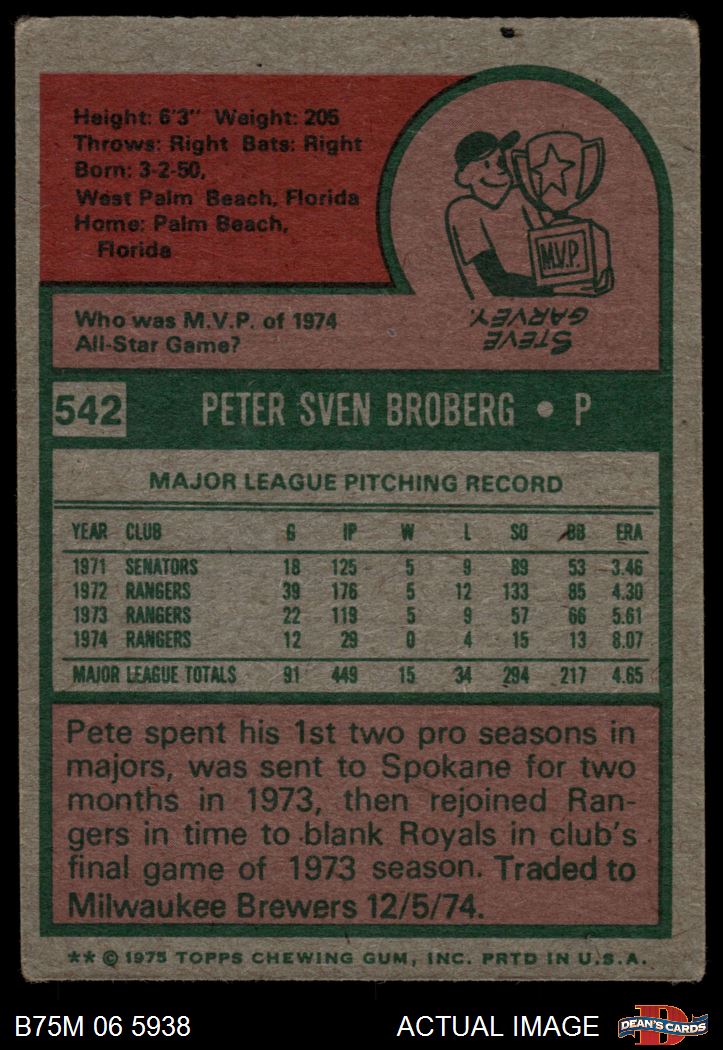 Height: 6'3" Weight: 205
Throws: Right Bats: Right
Born: 3-2-50,
West Palm Beach, Florida
Home: Palm Beach,
Florida
M.V.P.
STEVE
GARVEY.
Who was M.V.P. of 1974
All-Star Game?
542 PETER SVEN BROBERG • P
MAJOR LEAGUE PITCHING RECORD
YEAR CLUB G IP W L SO BB ERA
1971 SENATORS 18 125 5 9 89 53 3.46
1972 RANGERS 39 176 5 12 133 85 4.30
1973 RANGERS 22 119 5 9 57 66 5.61
1974 RANGERS 12 29 0 4 15 13 8.07
MAJOR LEAGUE TOTALS 91 449 15 34 294 217 4.65
Pete spent his 1st two pro seasons in
majors, was sent to Spokane for two
months in 1973, then rejoined Ran-
gers in time to blank Royals in club's
final game of 1973 season. Traded to
Milwaukee Brewers 12/5/74.
** © 1975 TOPPS CHEWING GUM, INC. PRTD IN U.S.A.
B75M 06 5938 ACTUAL IMAGE
D
DEAN'S CARDS